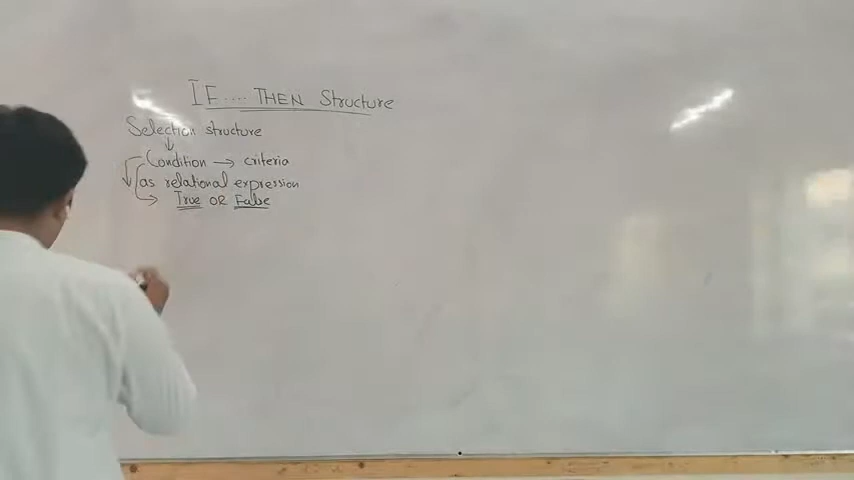 IF.... THEN Structure
Selection structure
↓
Condition → criteria
as relational expression
→ True OR False